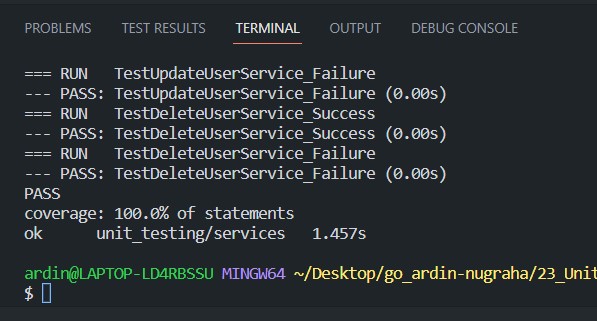 PROBLEMS TEST RESULTS TERMINAL OUTPUT DEBUG CONSOLE
=== RUN   TestUpdateUserService_Failure
--- PASS: TestUpdateUserService_Failure (0.00s)
=== RUN   TestDeleteUserService_Success
--- PASS: TestDeleteUserService_Success (0.00s)
=== RUN   TestDeleteUserService_Failure
--- PASS: TestDeleteUserService_Failure (0.00s)
PASS
coverage: 100.0% of statements
ok      unit_testing/services   1.457s
ardin@LAPTOP-LD4RBSSU MINGW64 ~/Desktop/go_ardin-nugraha/23_Unit
$